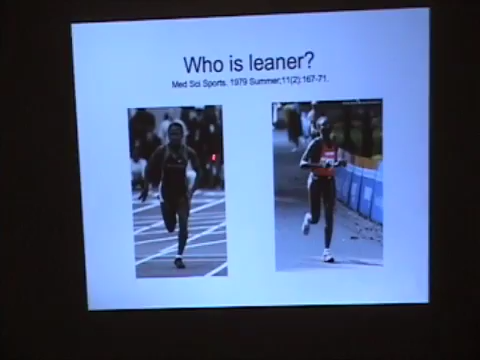 Who is leaner?
Med Sci Sports. 1979 Summer;11(2):167-71.